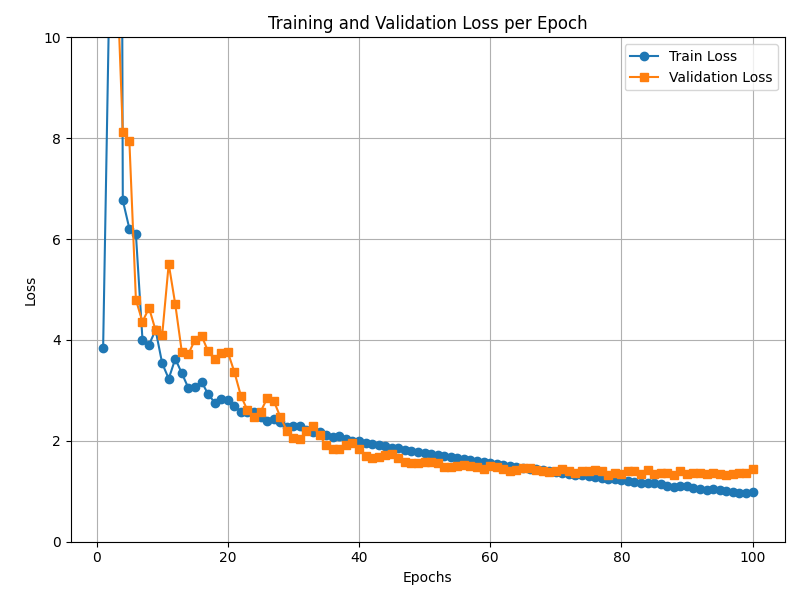 Training and Validation Loss per Epoch
Train Loss
Validation Loss
10
8
6
4
2
0
Loss
0 20 40 60 80 100
Epochs